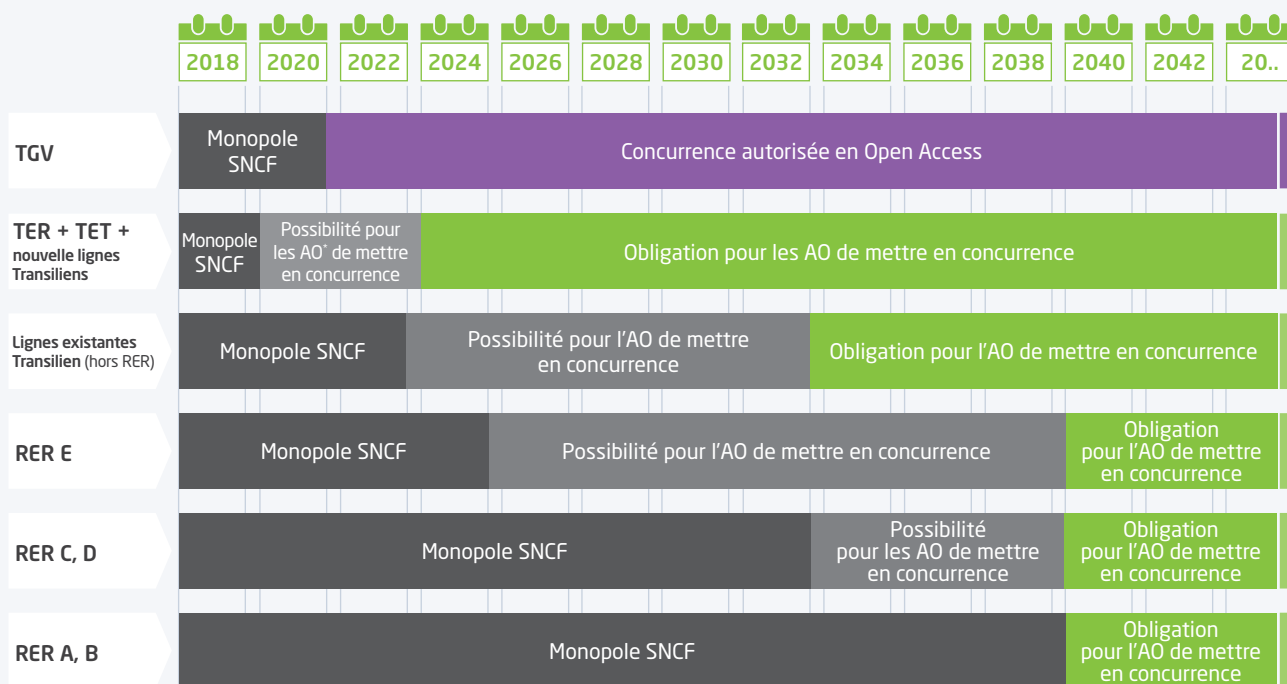 2018 2020 2022 2024 2026 2028 2030 2032 2034 2036 2038 2040 2042 20..
TGV
Monopole
SNCF
Concurrence autorisée en Open Access
TER + TET +
nouvelle lignes
Transiliens
Monopole
SNCF
Possibilité pour
les AO* de mettre
en concurrence
Obligation pour les AO de mettre en concurrence
Lignes existantes
Transilien (hors RER)
Monopole SNCF
Possibilité pour l'AO de mettre
en concurrence
Obligation pour l'AO de mettre en concurrence
RER E
Monopole SNCF
Possibilité pour l'AO de mettre en concurrence
Obligation
pour l'AO de mettre
en concurrence
RER C, D
Monopole SNCF
Possibilité
pour les AO de mettre
en concurrence
Obligation
pour l'AO de mettre
en concurrence
RER A, B
Monopole SNCF
Obligation
pour l'AO de mettre
en concurrence